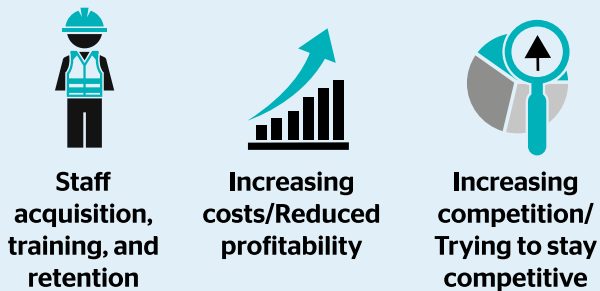 Staff
acquisition,
training, and
retention
Increasing
costs/Reduced
profitability
Increasing
competition/
Trying to stay
competitive